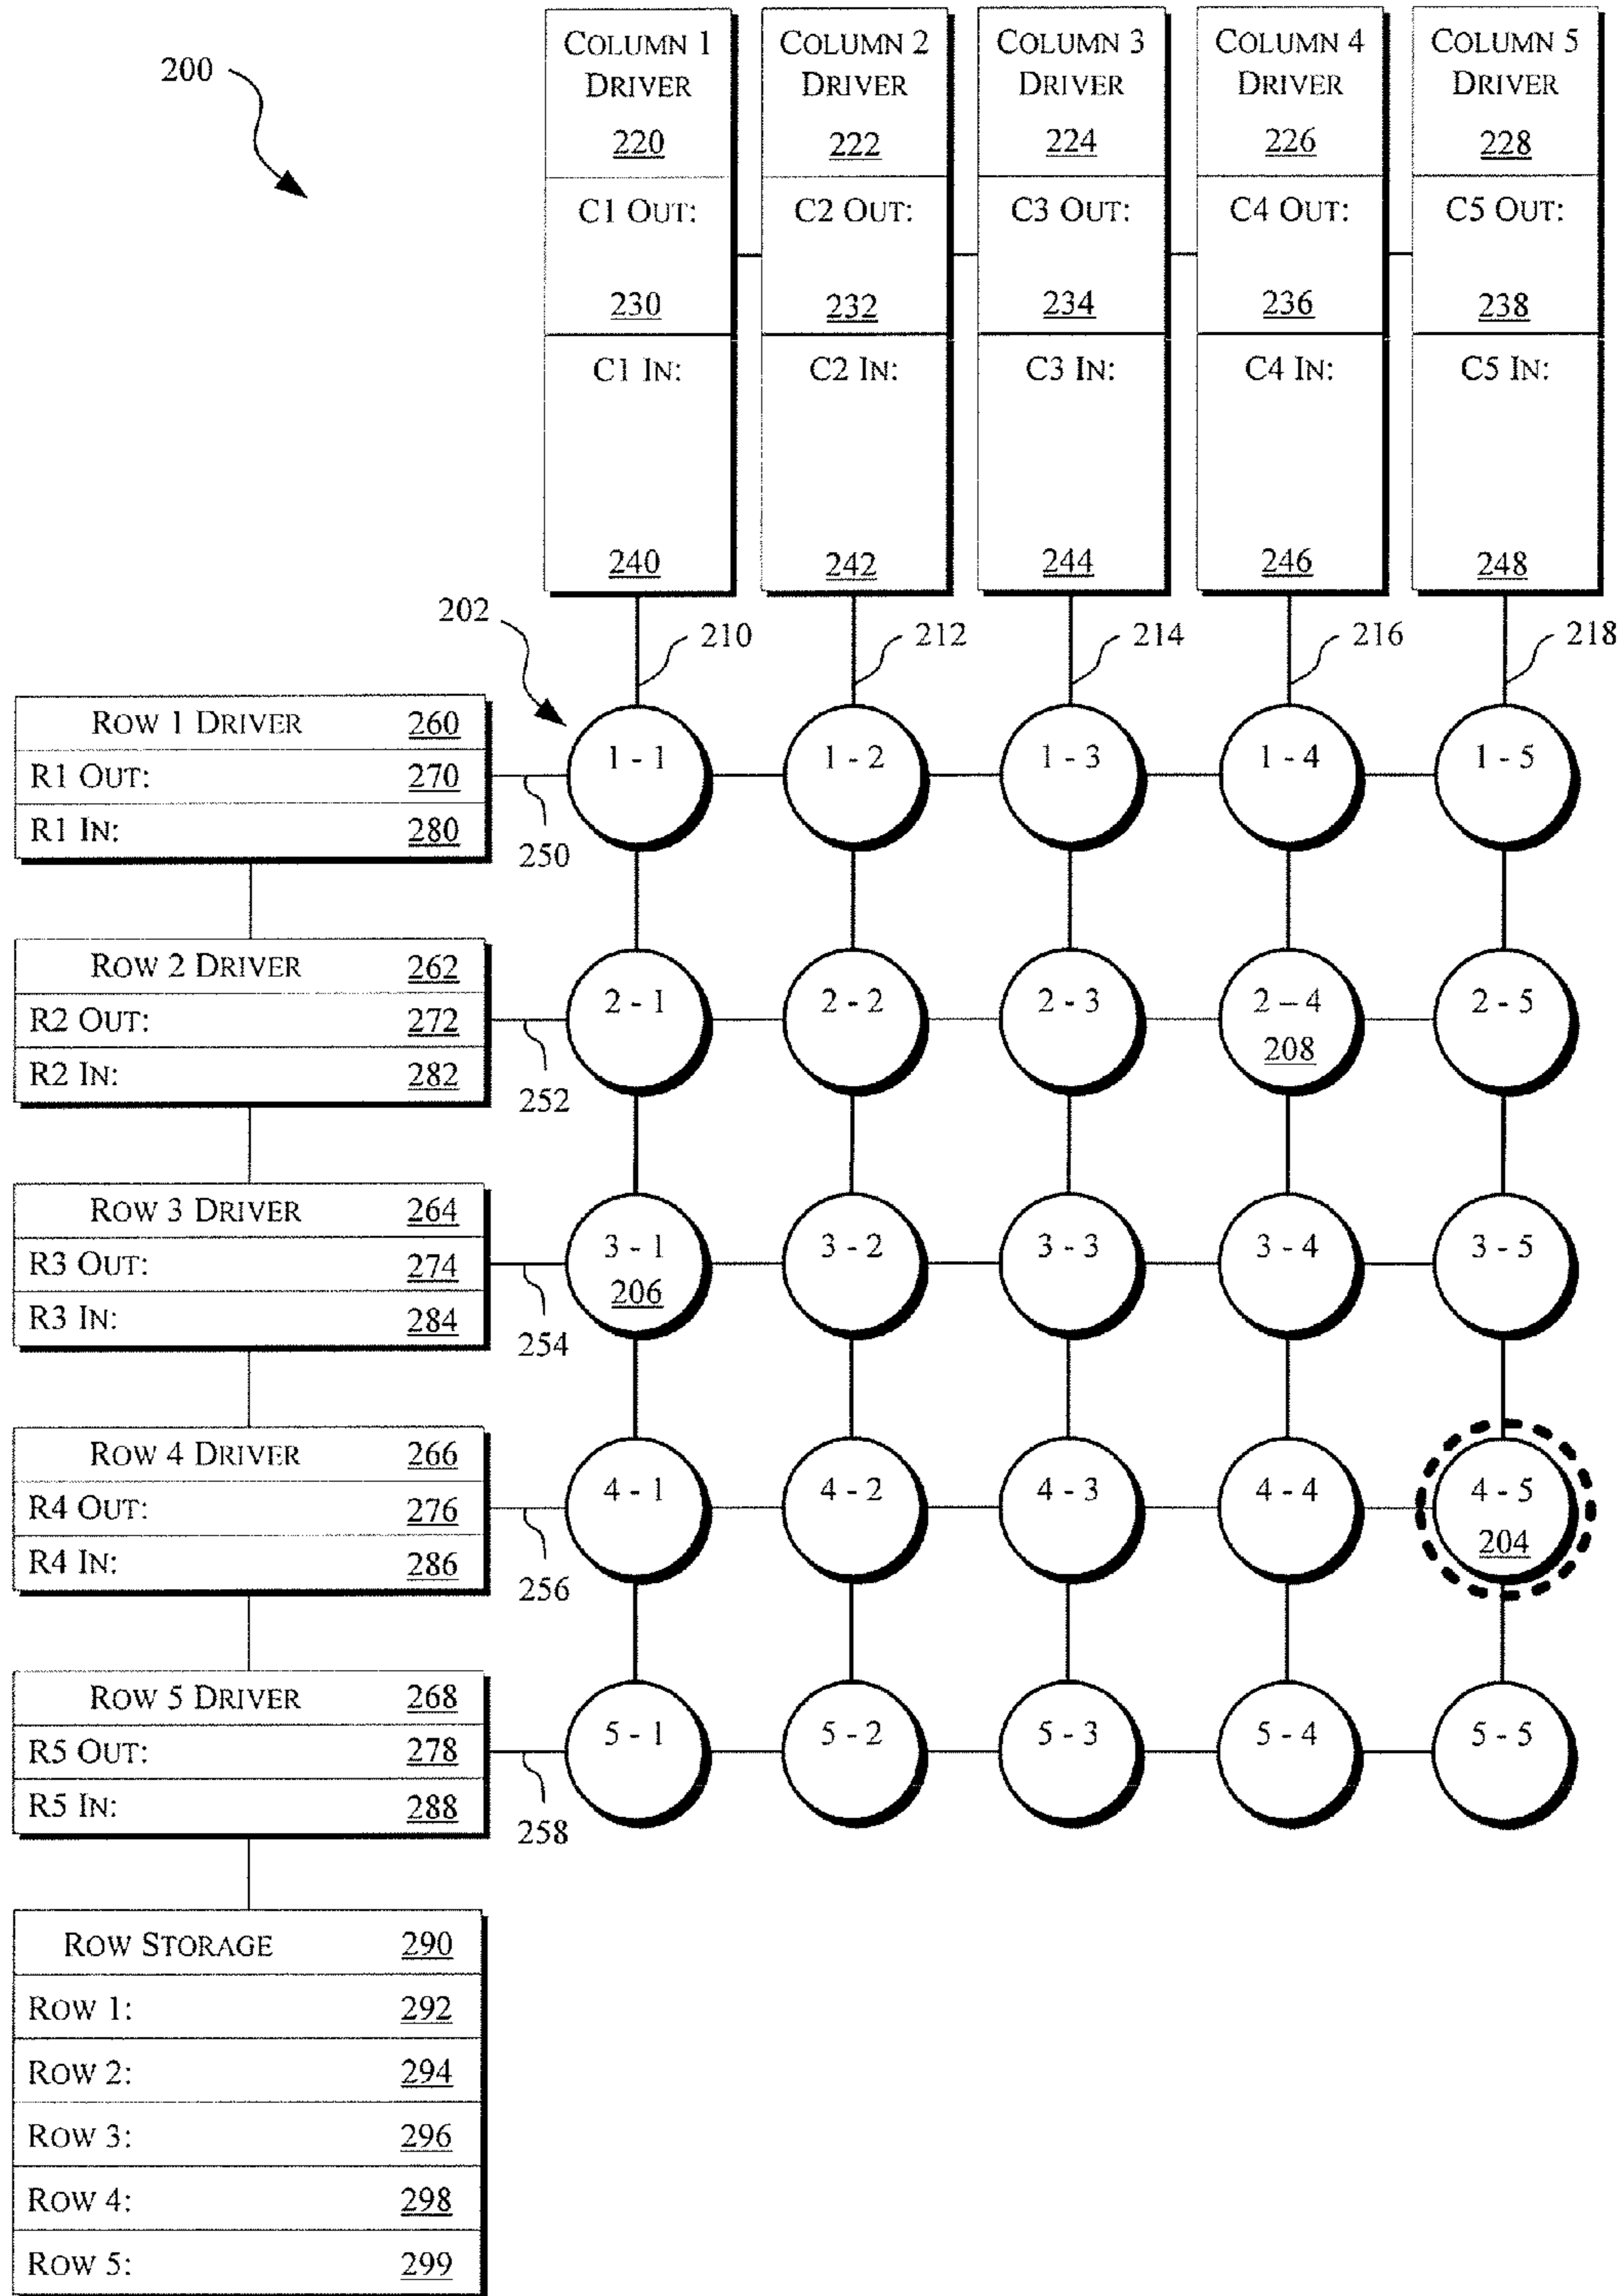 200
COLUMN 1 DRIVER 220
C1 OUT: 230
C1 IN: 240
COLUMN 2 DRIVER 222
C2 OUT: 232
C2 IN: 242
COLUMN 3 DRIVER 224
C3 OUT: 234
C3 IN: 244
COLUMN 4 DRIVER 226
C4 OUT: 236
C4 IN: 246
COLUMN 5 DRIVER 228
C5 OUT: 238
C5 IN: 248
202
210
212
214
216
218
ROW 1 DRIVER 260
R1 OUT: 270
R1 IN: 280
250
1 - 1
1 - 2
1 - 3
1 - 4
1 - 5
ROW 2 DRIVER 262
R2 OUT: 272
R2 IN: 282
252
2 - 1
2 - 2
2 - 3
2 – 4
208
2 - 5
ROW 3 DRIVER 264
R3 OUT: 274
R3 IN: 284
254
3 - 1
206
3 - 2
3 - 3
3 - 4
3 - 5
ROW 4 DRIVER 266
R4 OUT: 276
R4 IN: 286
256
4 - 1
4 - 2
4 - 3
4 - 4
4 - 5
204
ROW 5 DRIVER 268
R5 OUT: 278
R5 IN: 288
258
5 - 1
5 - 2
5 - 3
5 - 4
5 - 5
ROW STORAGE 290
ROW 1: 292
ROW 2: 294
ROW 3: 296
ROW 4: 298
ROW 5: 299